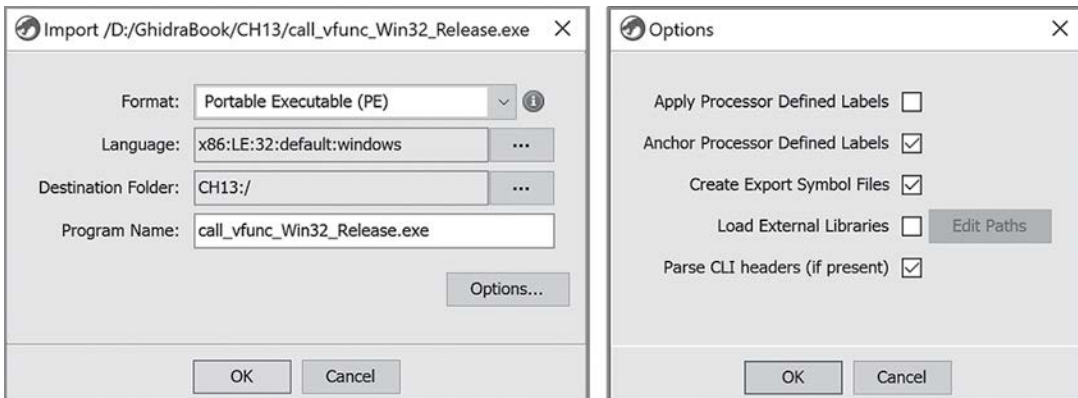 Import /D:/GhidraBook/CH13/call_vfunc_Win32_Release.exe
Format: Portable Executable (PE)
Language: x86:LE:32:default:windows ...
Destination Folder: CH13:/ ...
Program Name: call_vfunc_Win32_Release.exe
Options...
OK Cancel
Options
Apply Processor Defined Labels
Anchor Processor Defined Labels
Create Export Symbol Files
Load External Libraries Edit Paths
Parse CLI headers (if present)
OK Cancel